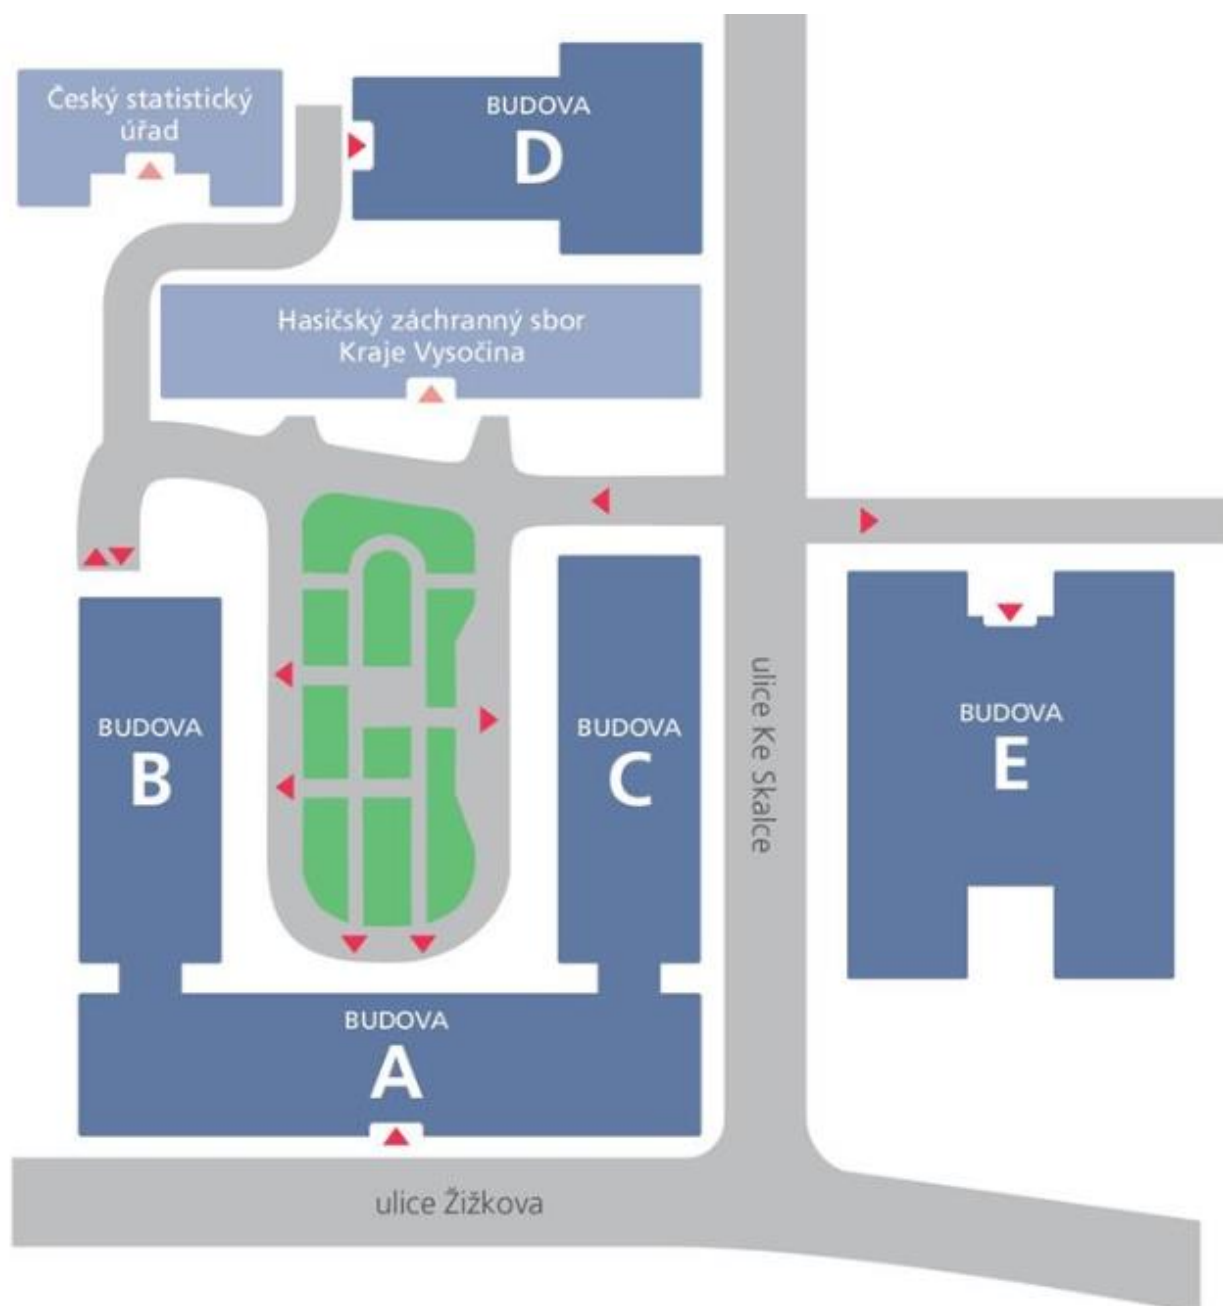 Český statistický
úřad
BUDOVA
D
Hasičský záchranný sbor
Kraje Vysočina
BUDOVA
B
BUDOVA
C
ulice Ke Skalce
BUDOVA
E
BUDOVA
A
ulice Žižkova